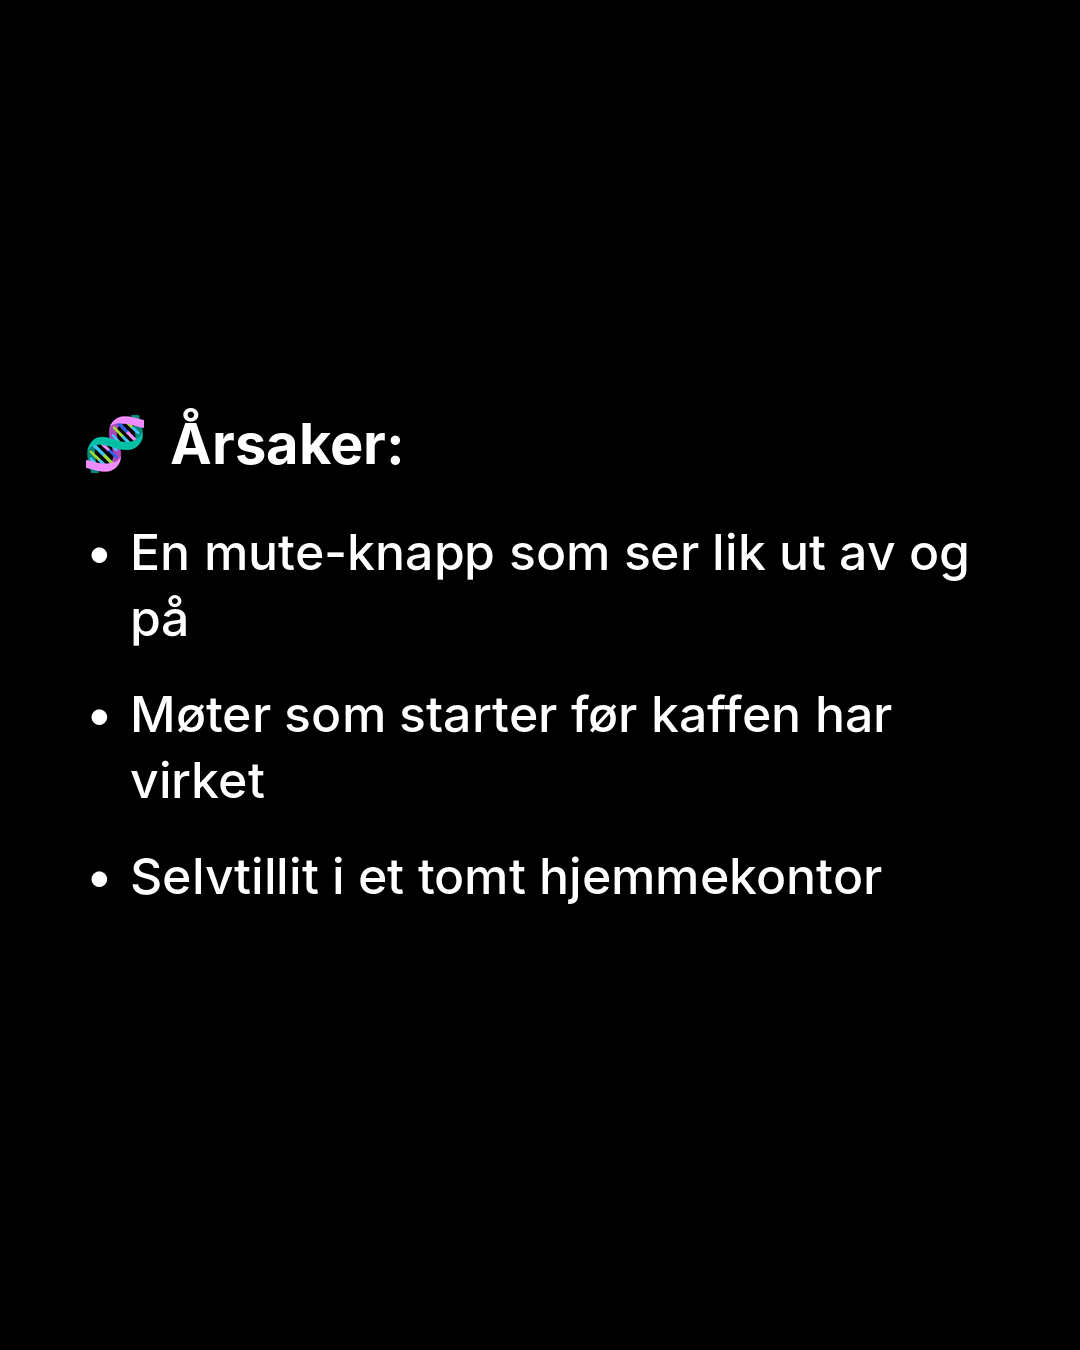 🧬 Årsaker:
• En mute-knapp som ser lik ut av og
på
• Møter som starter før kaffen har
virket
• Selvtillit i et tomt hjemmekontor